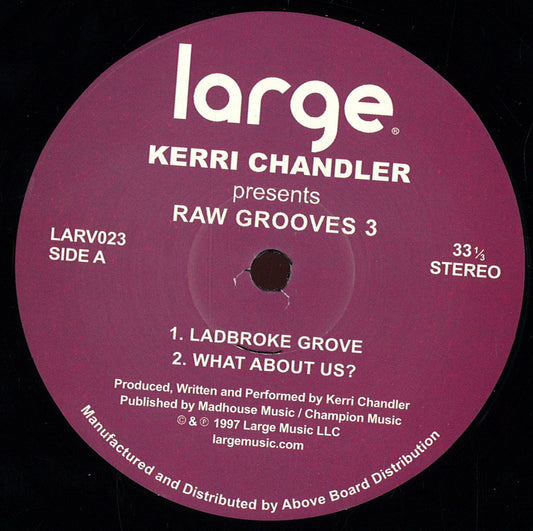 large®
KERRI CHANDLER
presents
RAW GROOVES 3
LARV023
SIDE A
33 1/3
STEREO
1. LADBROKE GROVE
2. WHAT ABOUT US?
Produced, Written and Performed by Kerri Chandler
Published by Madhouse Music / Champion Music
© & ℗ 1997 Large Music LLC
largemusic.com
Manufactured and Distributed by Above Board Distribution